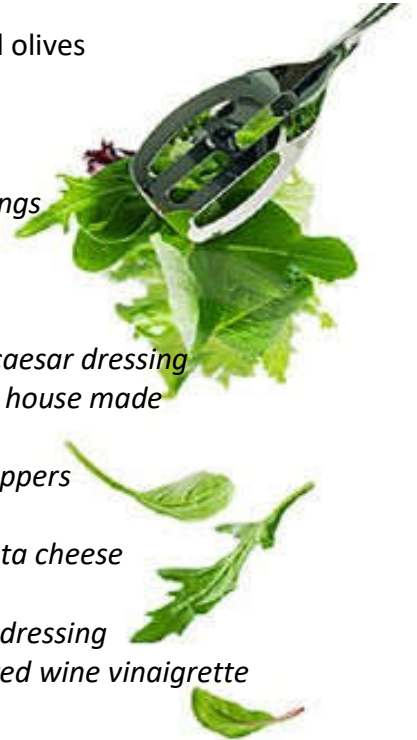 l olives
ngs
caesar dressing
house made
ppers
ta cheese
dressing
ed wine vinaigrette